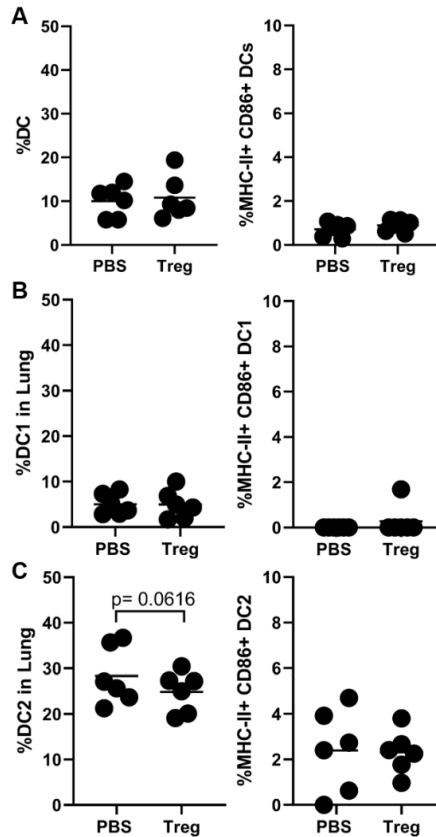 A
%DC
50
40
30
20
10
0
PBS
Treg
%MHC-II+ CD86+ DCs
10
8
6
4
2
0
PBS
Treg
B
%DC1 in Lung
50
40
30
20
10
0
PBS
Treg
%MHC-II+ CD86+ DC1
10
8
6
4
2
0
PBS
Treg
C
%DC2 in Lung
50
40
30
20
10
0
p= 0.0616
PBS
Treg
%MHC-II+ CD86+ DC2
10
8
6
4
2
0
PBS
Treg